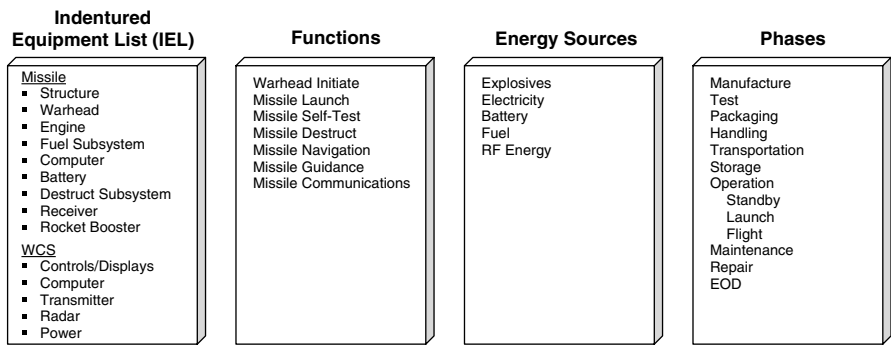 Indentured
Equipment List (IEL)
Missile
▪ Structure
▪ Warhead
▪ Engine
▪ Fuel Subsystem
▪ Computer
▪ Battery
▪ Destruct Subsystem
▪ Receiver
▪ Rocket Booster
WCS
▪ Controls/Displays
▪ Computer
▪ Transmitter
▪ Radar
▪ Power
Functions
Warhead Initiate
Missile Launch
Missile Self-Test
Missile Destruct
Missile Navigation
Missile Guidance
Missile Communications
Energy Sources
Explosives
Electricity
Battery
Fuel
RF Energy
Phases
Manufacture
Test
Packaging
Handling
Transportation
Storage
Operation
Standby
Launch
Flight
Maintenance
Repair
EOD